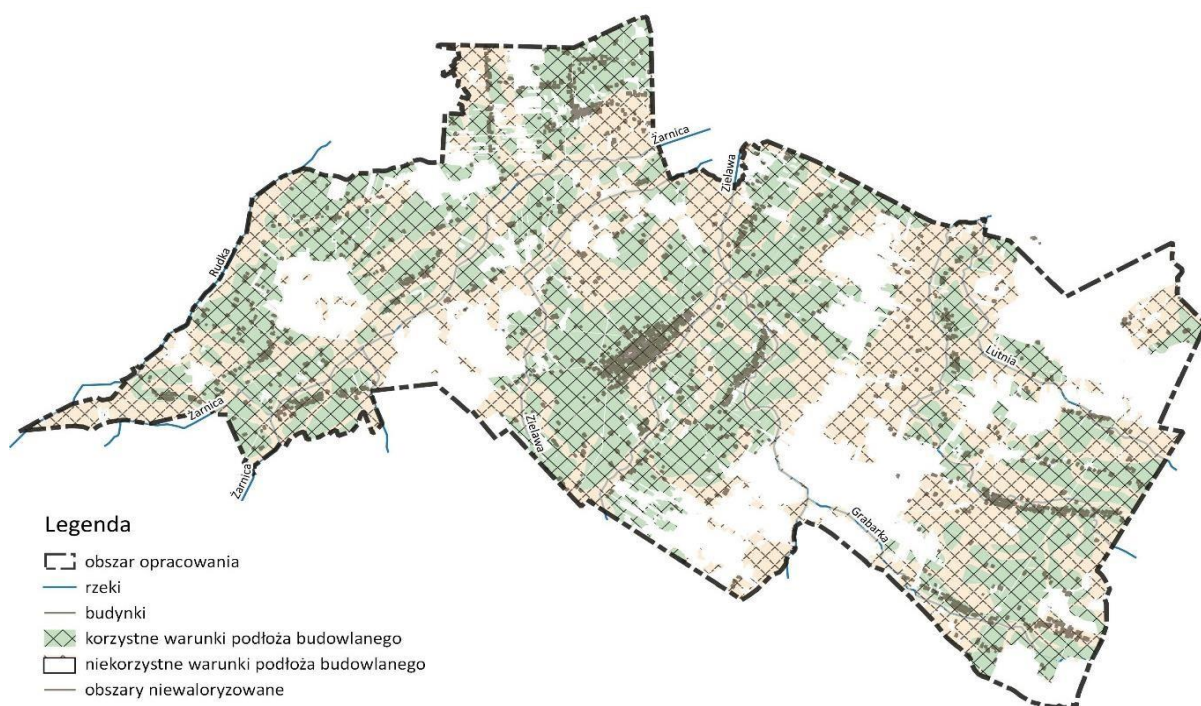 Żarnica
Zielawa
Rudka
Lutnia
Żarnica
Zielawa
Żarnica
Grabarka
Legenda
obszar opracowania
rzeki
budynki
korzystne warunki podłoża budowlanego
niekorzystne warunki podłoża budowlanego
obszary niewaloryzowane